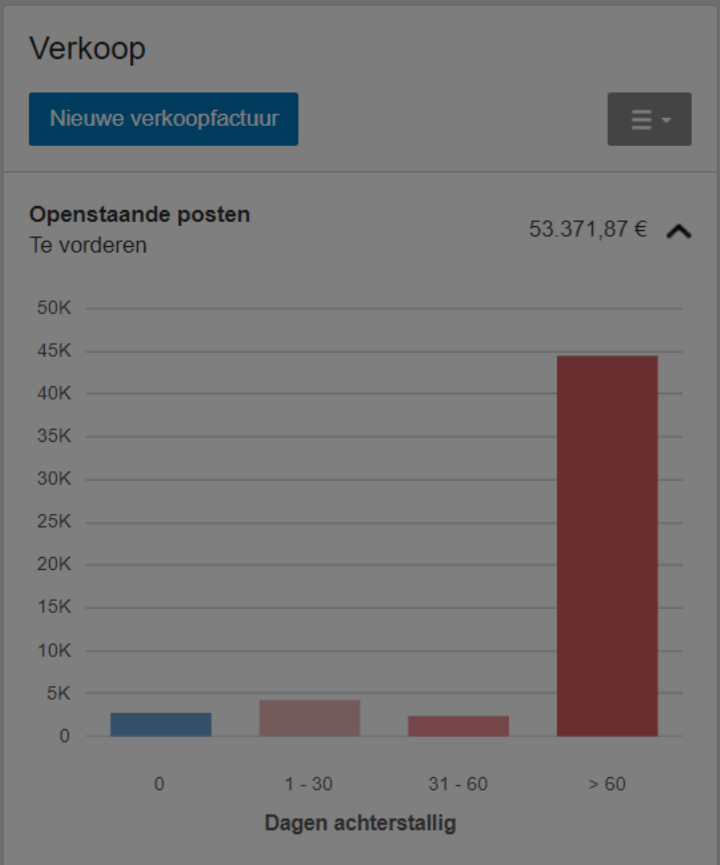 Verkoop
Nieuwe verkoopfactuur
Openstaande posten
Te vorderen
53.371,87 €
50K
45K
40K
35K
30K
25K
20K
15K
10K
5K
0
0 1 - 30 31 - 60 > 60
Dagen achterstallig